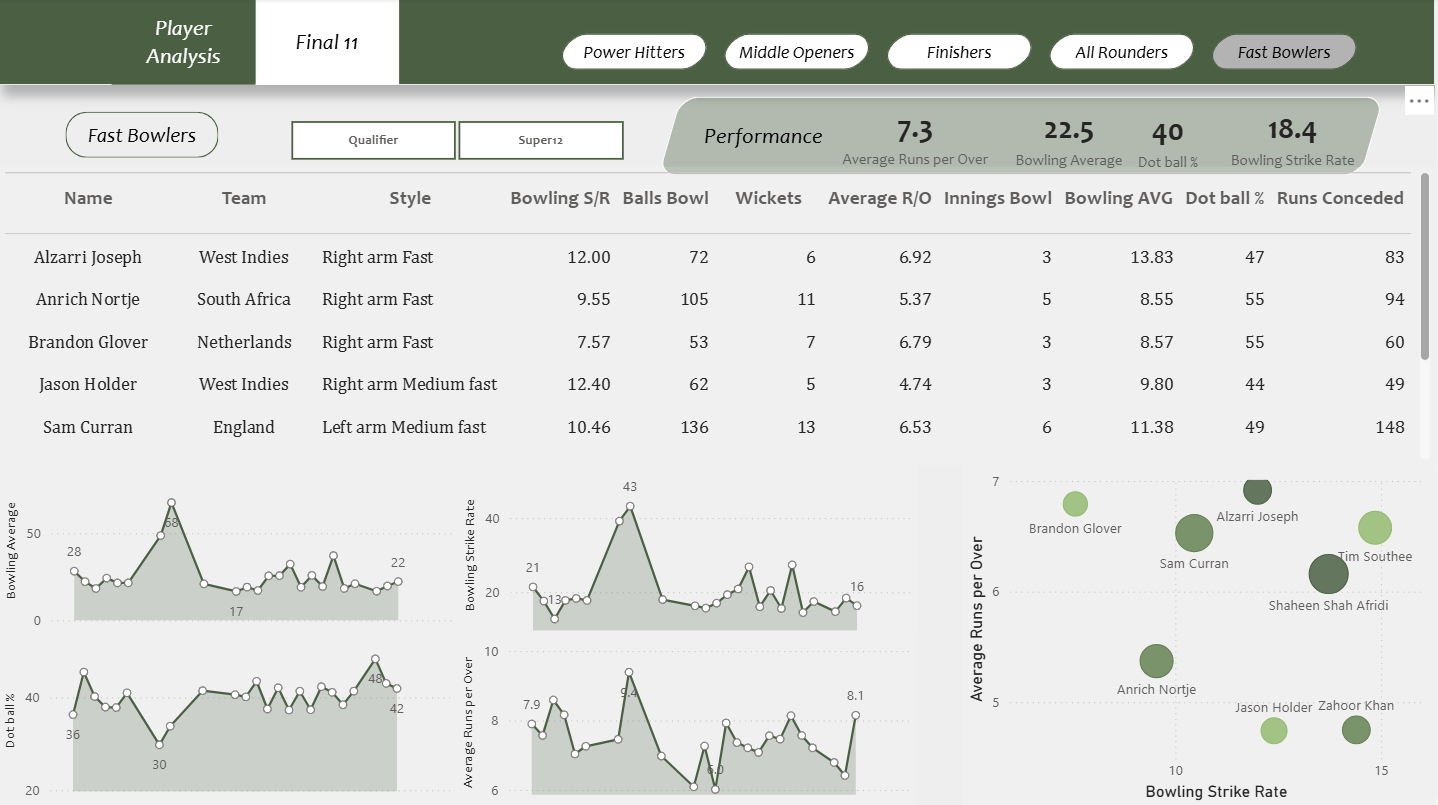 Player
Analysis
Final 11
Power Hitters
Middle Openers
Finishers
All Rounders
Fast Bowlers
Fast Bowlers
Qualifier
Super12
Performance
7.3
Average Runs per Over
22.5
Bowling Average
40
Dot ball %
18.4
Bowling Strike Rate
Name Team Style Bowling S/R Balls Bowl Wickets Average R/O Innings Bowl Bowling AVG Dot ball % Runs Conceded
Alzarri Joseph West Indies Right arm Fast 12.00 72 6 6.92 3 13.83 47 83
Anrich Nortje South Africa Right arm Fast 9.55 105 11 5.37 5 8.55 55 94
Brandon Glover Netherlands Right arm Fast 7.57 53 7 6.79 3 8.57 55 60
Jason Holder West Indies Right arm Medium fast 12.40 62 5 4.74 3 9.80 44 49
Sam Curran England Left arm Medium fast 10.46 136 13 6.53 6 11.38 49 148
Bowling Average
50
0
28
68
17
22
Bowling Strike Rate
40
20
21
13
43
16
Dot ball %
40
20
36
30
48
42
Average Runs per Over
10
8
6
7.9
9.4
6.0
8.1
Average Runs per Over
7
6
5
Brandon Glover
Alzarri Joseph
Sam Curran
Tim Southee
Shaheen Shah Afridi
Anrich Nortje
Jason Holder
Zahoor Khan
10
15
Bowling Strike Rate